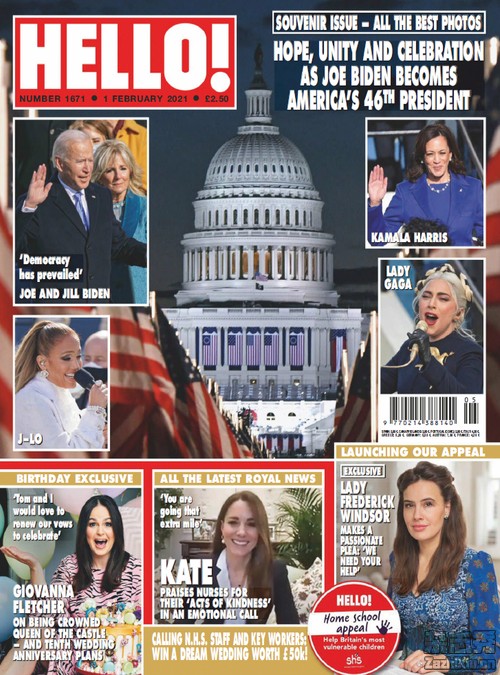 HELLO!
NUMBER 1671 • 1 FEBRUARY 2021 • £2.50
SOUVENIR ISSUE – ALL THE BEST PHOTOS
HOPE, UNITY AND CELEBRATION
AS JOE BIDEN BECOMES
AMERICA'S 46TH PRESIDENT
'Democracy
has prevailed'
JOE AND JILL BIDEN
KAMALA HARRIS
LADY
GAGA
J-LO
05
9 770214 388140
LAUNCHING OUR APPEAL
EXCLUSIVE
LADY
FREDERICK
WINDSOR
MAKES A
PASSIONATE
PLEA: 'WE
NEED YOUR
HELP'
BIRTHDAY EXCLUSIVE
'Tom and I
would love to
renew our vows
to celebrate'
GIOVANNA
FLETCHER
ON BEING CROWNED
QUEEN OF THE CASTLE
– AND TENTH WEDDING
ANNIVERSARY PLANS
ALL THE LATEST ROYAL NEWS
'You are
going that
extra mile'
KATE
PRAISES NURSES FOR
THEIR 'ACTS OF KINDNESS'
IN AN EMOTIONAL CALL
CALLING N.H.S. STAFF AND KEY WORKERS:
WIN A DREAM WEDDING WORTH £50k!
HELLO!
Home school
appeal
Help Britain's most
vulnerable children
shs